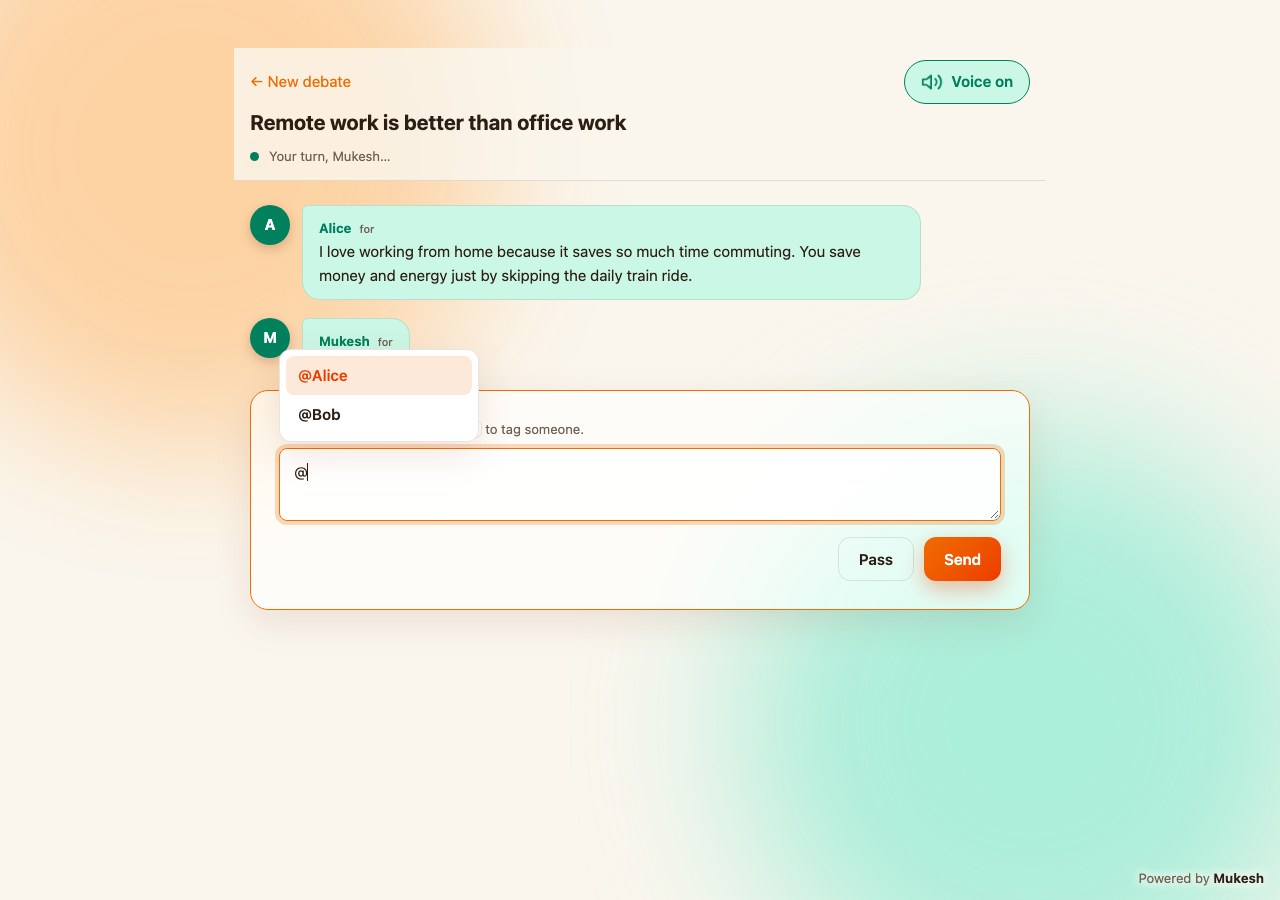 ← New debate
Voice on
Remote work is better than office work
Your turn, Mukesh...
A
Alice for
I love working from home because it saves so much time commuting. You save
money and energy just by skipping the daily train ride.
M
Mukesh for
@Alice
@Bob
to tag someone.
@
Pass
Send
Powered by Mukesh